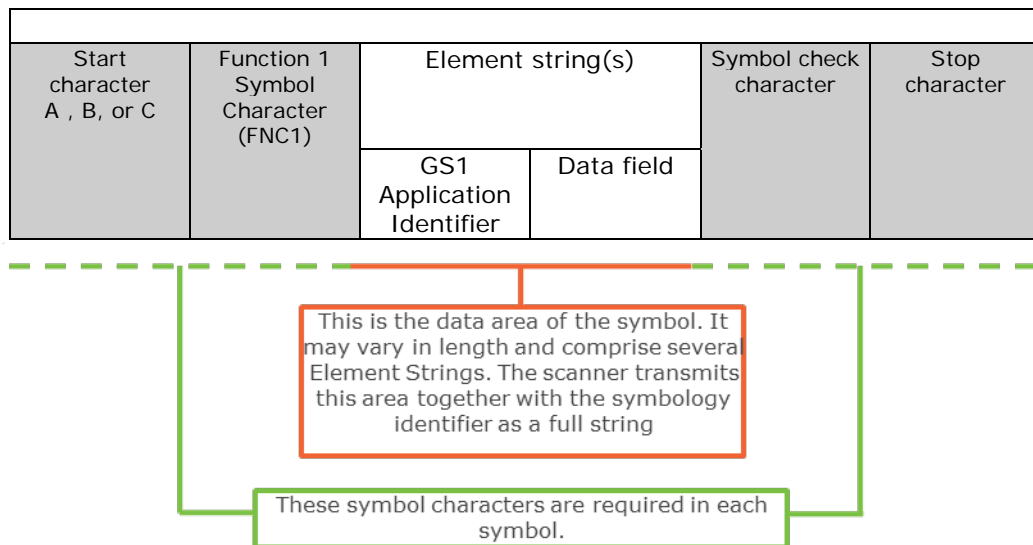 Start
character
A , B, or C
Function 1
Symbol
Character
(FNC1)
Element string(s)
Symbol check
character
Stop
character
GS1
Application
Identifier
Data field
This is the data area of the symbol. It
may vary in length and comprise several
Element Strings. The scanner transmits
this area together with the symbology
identifier as a full string
These symbol characters are required in each
symbol.